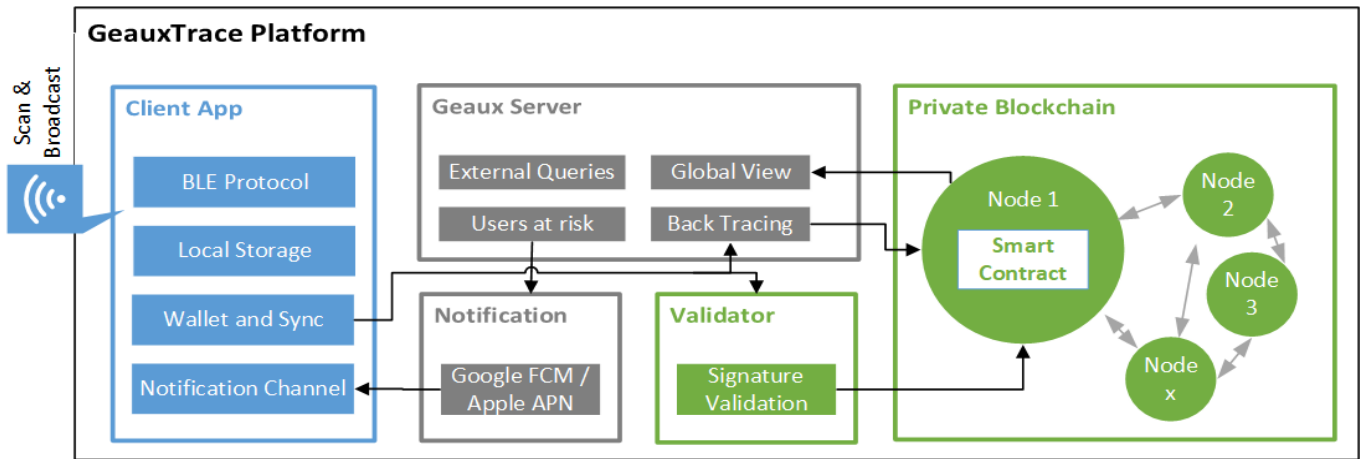 GeauxTrace Platform
Scan &
Broadcast
Client App
BLE Protocol
Local Storage
Wallet and Sync
Notification Channel
Geaux Server
External Queries
Global View
Users at risk
Back Tracing
Notification
Google FCM /
Apple APN
Validator
Signature
Validation
Private Blockchain
Node 1
Smart
Contract
Node
2
Node
3
Node
x